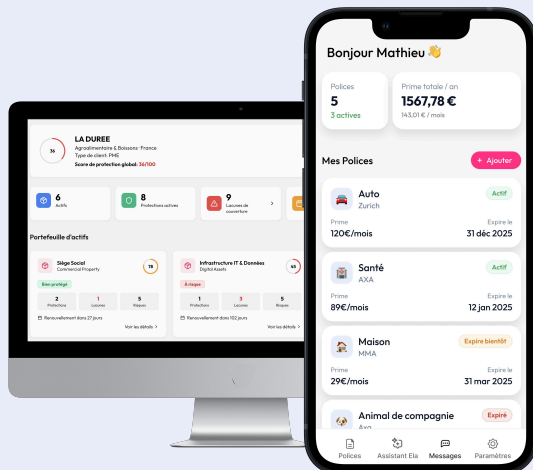 LA DUREE
Agroalimentaire & Boissons · France
Type de client: PME
Score de protection global: 36/100
36
6
Actifs
8
Protections actives
9
Lacunes de couverture
Portefeuille d'actifs
Siège Social
Commercial Property
78
Bien protégé
2
Protections
1
Lacunes
5
Risques
Renouvellement dans 27 jours
Voir les détails >
Infrastructure IT & Données
Digital Assets
45
À risque
1
Protections
3
Lacunes
5
Risques
Renouvellement dans 102 jours
Voir les détails >
Bonjour Mathieu 👋
Polices
5
3 actives
Prime totale / an
1567,78 €
143,01 € / mois
Mes Polices
+ Ajouter
Auto
Zurich
Actif
Prime
120€/mois
Expire le
31 déc 2025
Santé
AXA
Actif
Prime
89€/mois
Expire le
12 jan 2025
Maison
MMA
Expire bientôt
Prime
29€/mois
Expire le
31 mar 2025
Animal de compagnie
Axa
Expiré
Polices
Assistant Ela
Messages
Paramètres